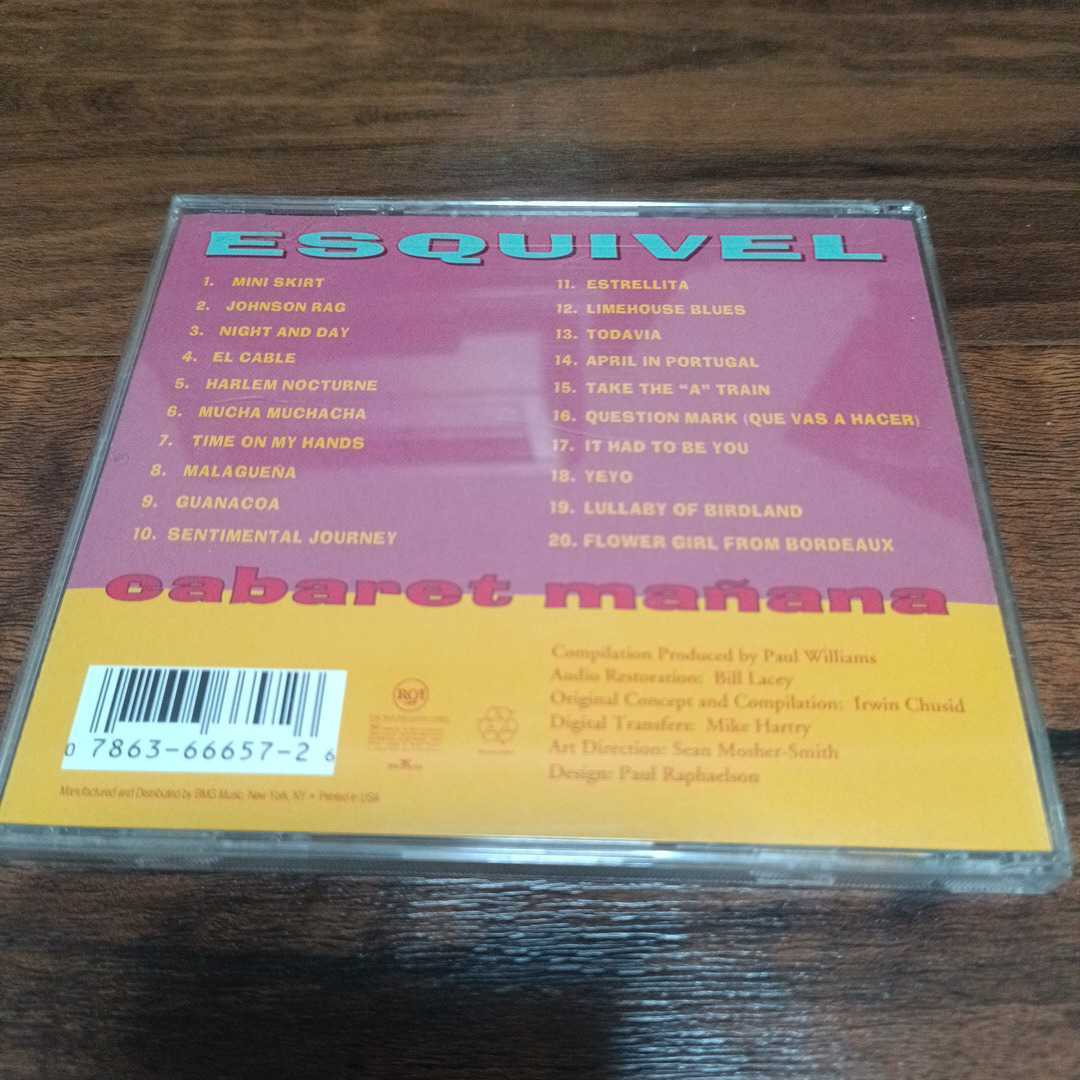 ESQUIVEL
1. MINI SKIRT
2. JOHNSON RAG
3. NIGHT AND DAY
4. EL CABLE
5. HARLEM NOCTURNE
6. MUCHA MUCHACHA
7. TIME ON MY HANDS
8. MALAGUEÑA
9. GUANACOA
10. SENTIMENTAL JOURNEY
11. ESTRELLITA
12. LIMEHOUSE BLUES
13. TODAVIA
14. APRIL IN PORTUGAL
15. TAKE THE "A" TRAIN
16. QUESTION MARK (QUE VAS A HACER)
17. IT HAD TO BE YOU
18. YEYO
19. LULLABY OF BIRDLAND
20. FLOWER GIRL FROM BORDEAUX
cabaret mañana
Compilation Produced by Paul Williams
Audio Restoration: Bill Lacey
Original Concept and Compilation: Irwin Chusid
Digital Transfers: Mike Hartry
Art Direction: Sean Mosher-Smith
Design: Paul Raphaelson
0 7863-66657-2 6
RCA
Manufactured and Distributed by BMG Music, New York, NY • Printed in USA